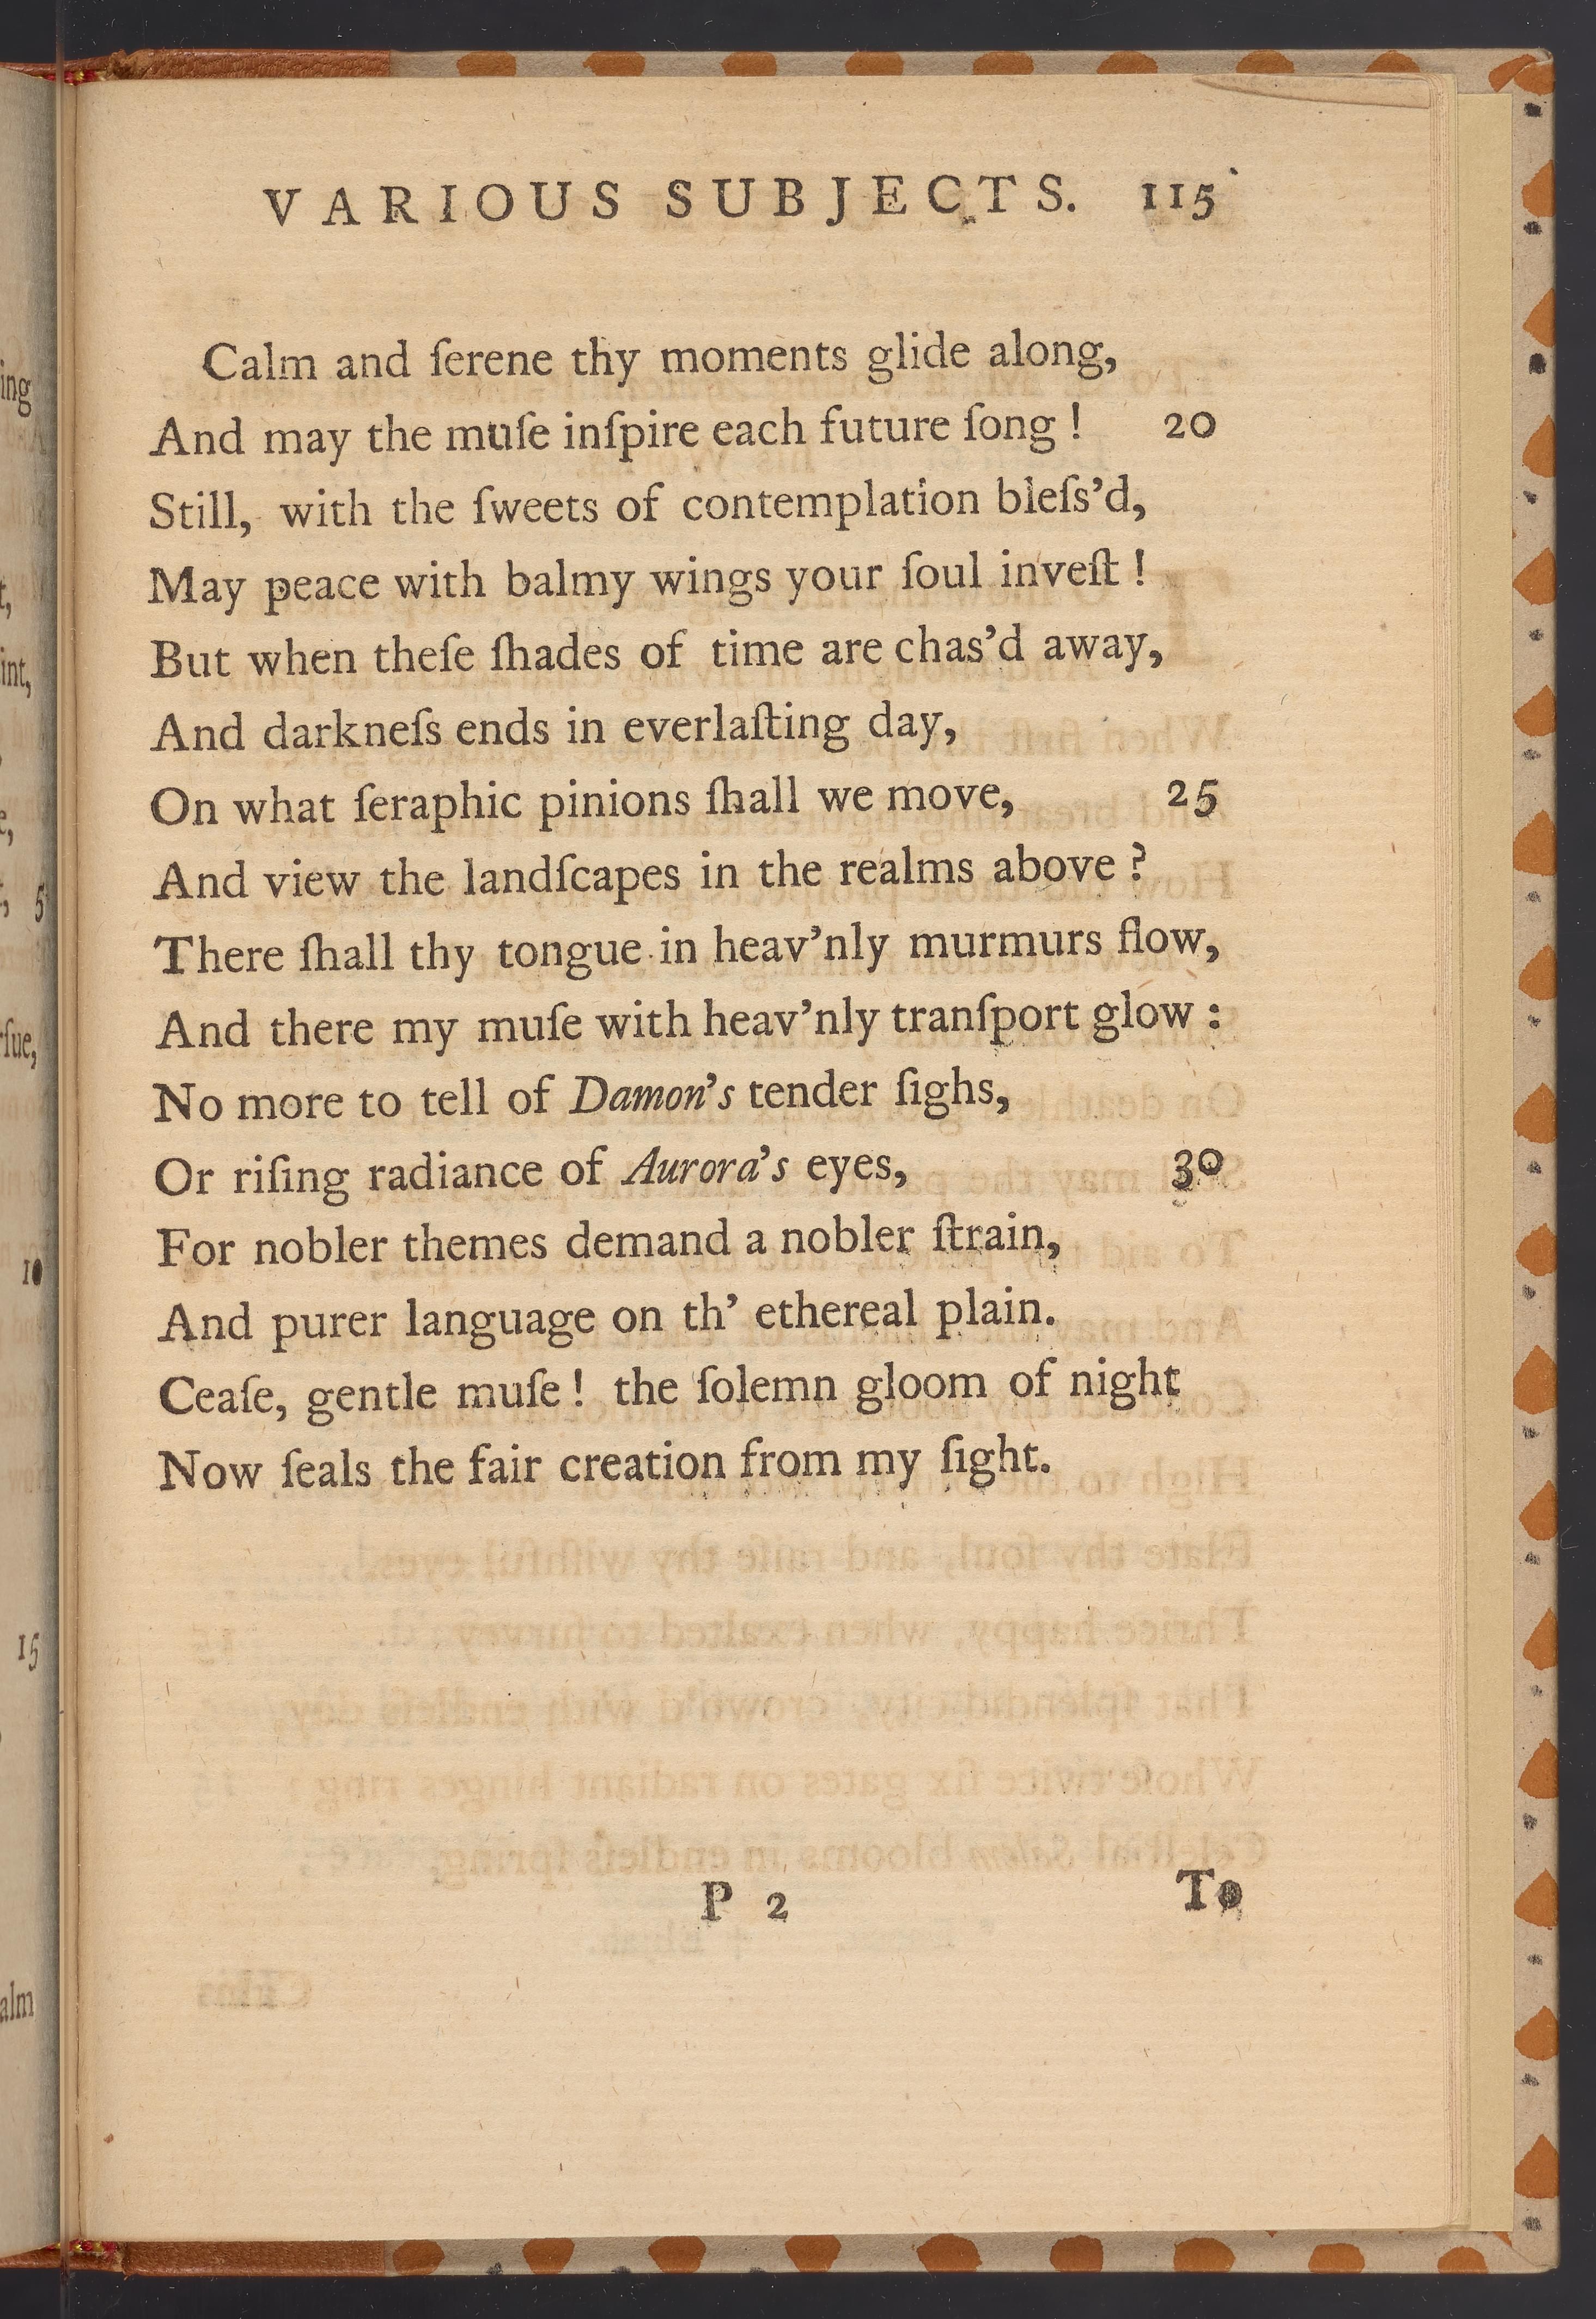 VARIOUS SUBJECTS. 115
Calm and ſerene thy moments glide along,
And may the muſe inſpire each future ſong ! 20
Still, with the ſweets of contemplation bleſs’d,
May peace with balmy wings your ſoul inveſt !
But when theſe ſhades of time are chas’d away,
And darkneſs ends in everlaſting day,
On what ſeraphic pinions ſhall we move, 25
And view the landſcapes in the realms above ?
There ſhall thy tongue in heav’nly murmurs flow,
And there my muſe with heav’nly tranſport glow :
No more to tell of Damon’s tender ſighs,
Or riſing radiance of Aurora’s eyes, 30
For nobler themes demand a nobler ſtrain,
And purer language on th’ ethereal plain.
Ceaſe, gentle muſe ! the ſolemn gloom of night
Now ſeals the fair creation from my ſight.
P 2 To